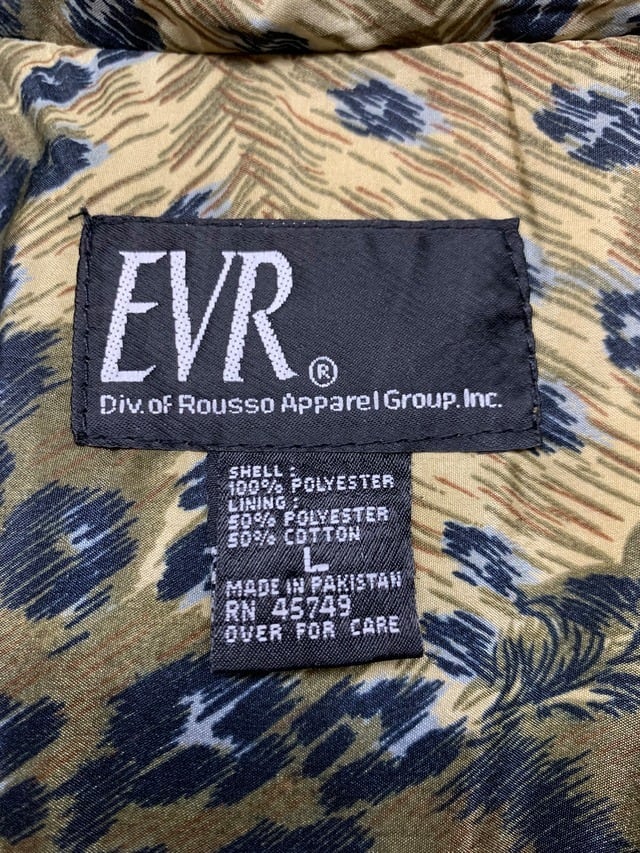 EVR®
Div. of Rousso Apparel Group. Inc.
SHELL :
100% POLYESTER
LINING :
50% POLYESTER
50% COTTON
L
MADE IN PAKISTAN
RN 45749
OVER FOR CARE